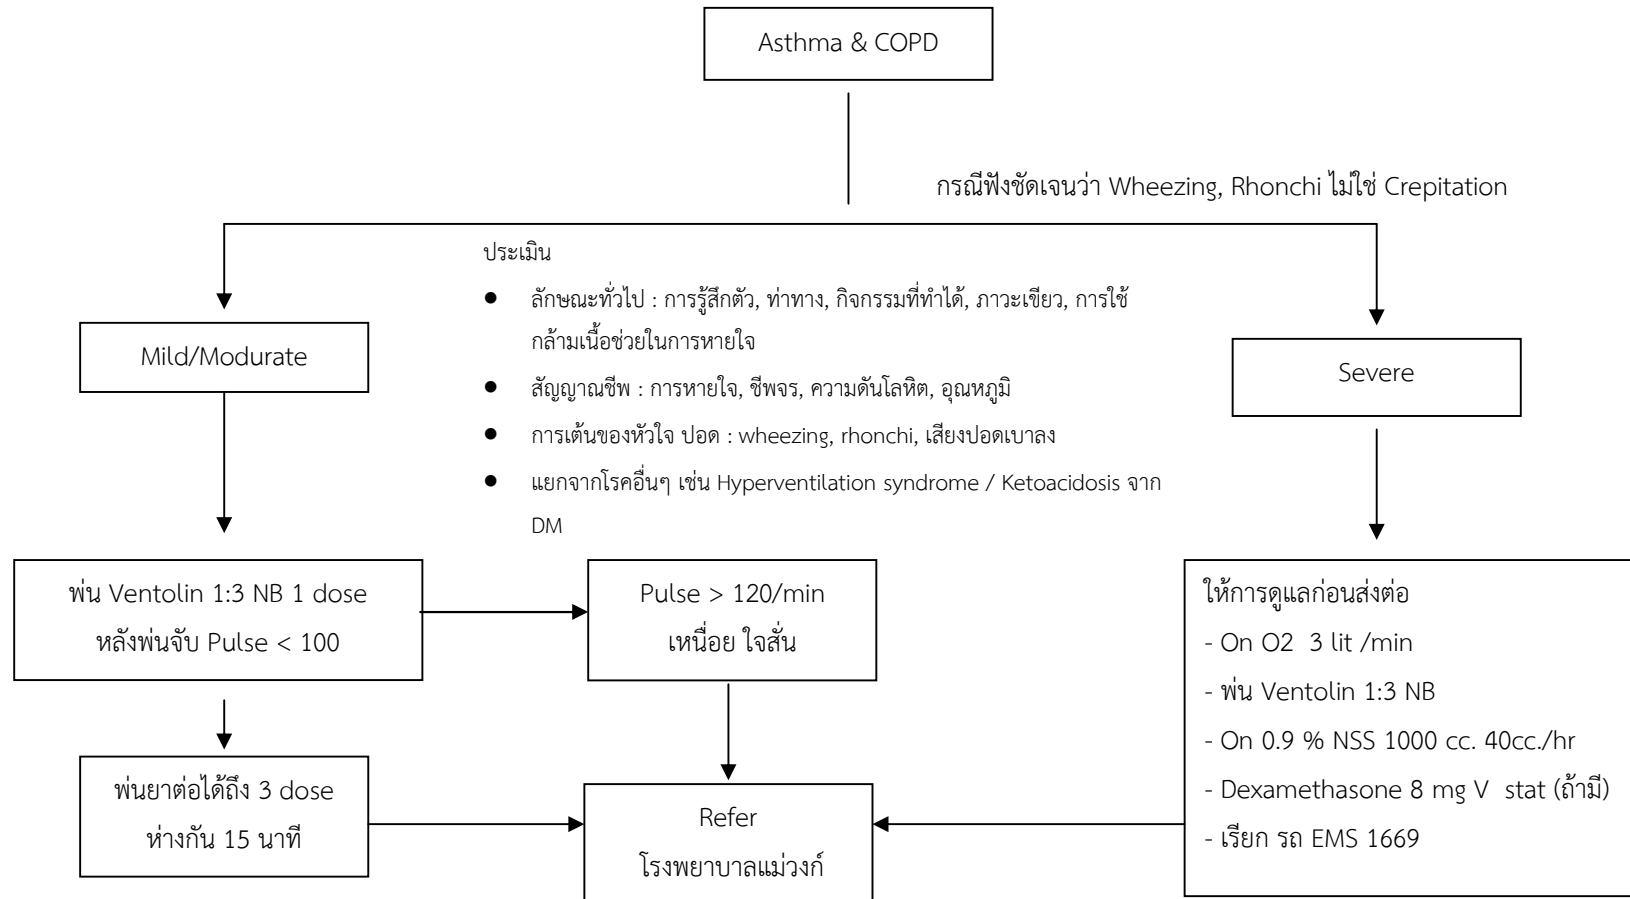 Asthma & COPD
กรณีฟังชัดเจนว่า Wheezing, Rhonchi ไม่ใช่ Crepitation
ประเมิน
● ลักษณะทั่วไป : การรู้สึกตัว, ท่าทาง, กิจกรรมที่ทำได้, ภาวะเขียว, การใช้
กล้ามเนื้อช่วยในการหายใจ
● สัญญาณชีพ : การหายใจ, ชีพจร, ความดันโลหิต, อุณหภูมิ
● การเต้นของหัวใจ ปอด : wheezing, rhonchi, เสียงปอดเบาลง
● แยกจากโรคอื่นๆ เช่น Hyperventilation syndrome / Ketoacidosis จาก
DM
Mild/Modurate
Severe
พ่น Ventolin 1:3 NB 1 dose
หลังพ่นจับ Pulse < 100
Pulse > 120/min
เหนื่อย ใจสั่น
ให้การดูแลก่อนส่งต่อ
- On O2 3 lit /min
- พ่น Ventolin 1:3 NB
- On 0.9 % NSS 1000 cc. 40cc./hr
- Dexamethasone 8 mg V stat (ถ้ามี)
- เรียก รถ EMS 1669
พ่นยาต่อได้ถึง 3 dose
ห่างกัน 15 นาที
Refer
โรงพยาบาลแม่วงก์